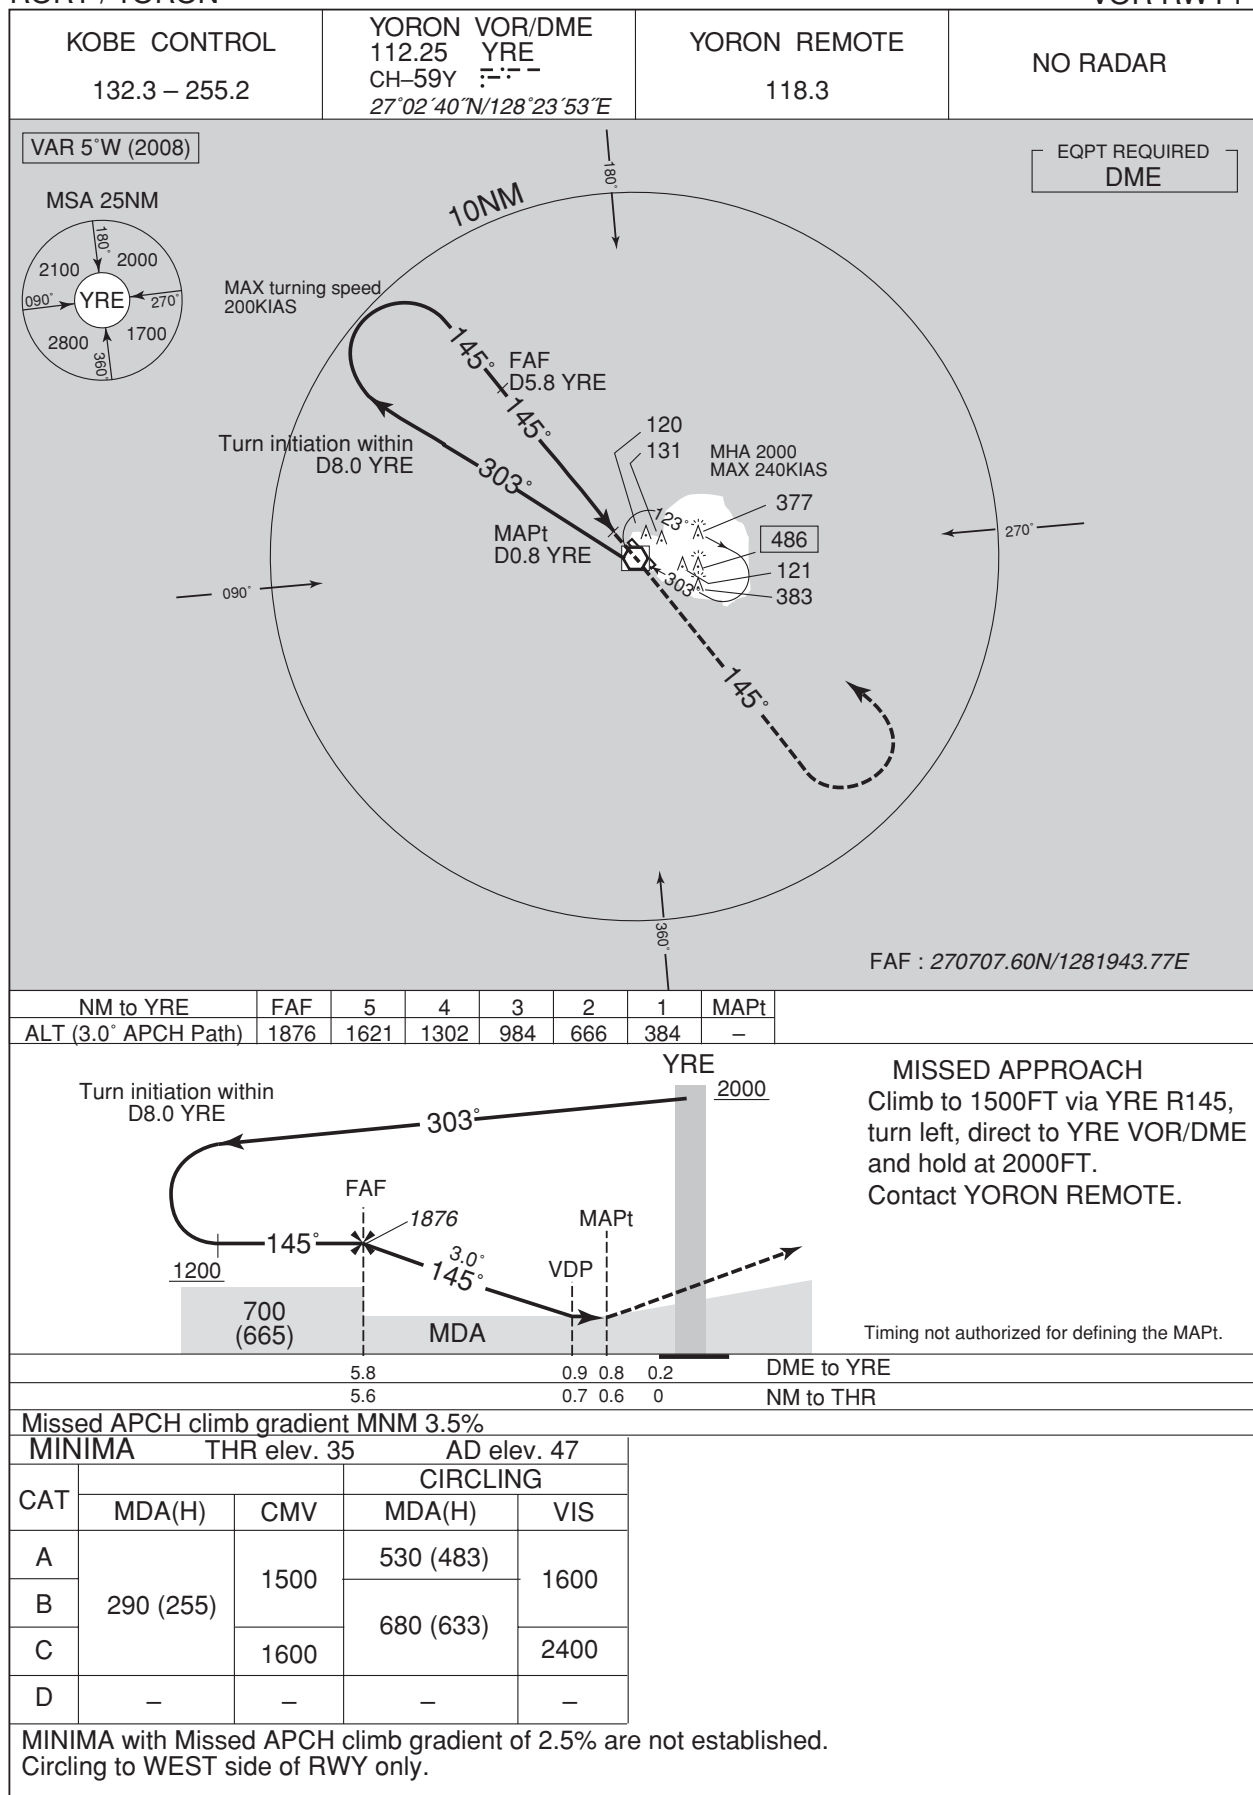 KOBE CONTROL
132.3 – 255.2
YORON VOR/DME
112.25 YRE
CH–59Y
27°02´40˝N/128°23´53˝E
YORON REMOTE
118.3
NO RADAR
VAR 5°W (2008)
EQPT REQUIRED
DME
MSA 25NM
180°
2100
2000
090°
YRE
270°
2800
1700
360°
180°
10NM
MAX turning speed
200KIAS
145°
FAF
D5.8 YRE
145°
Turn initiation within
D8.0 YRE
303°
120
131
MHA 2000
MAX 240KIAS
377
123°
MAPt
D0.8 YRE
486
121
303°
383
270°
090°
145°
360°
FAF : 270707.60N/1281943.77E
NM to YRE FAF 5 4 3 2 1 MAPt
ALT (3.0° APCH Path) 1876 1621 1302 984 666 384 –
YRE
Turn initiation within
D8.0 YRE
303°
2000
MISSED APPROACH
Climb to 1500FT via YRE R145,
turn left, direct to YRE VOR/DME
and hold at 2000FT.
Contact YORON REMOTE.
FAF
1876
MAPt
145°
3.0°
145°
VDP
1200
700
(665)
MDA
Timing not authorized for defining the MAPt.
5.8 0.9 0.8 0.2 DME to YRE
5.6 0.7 0.6 0 NM to THR
Missed APCH climb gradient MNM 3.5%
MINIMA THR elev. 35 AD elev. 47
CAT
CIRCLING
MDA(H) CMV MDA(H) VIS
A
530 (483)
1500
1600
B
290 (255)
680 (633)
C
1600
2400
D – – – –
MINIMA with Missed APCH climb gradient of 2.5% are not established.
Circling to WEST side of RWY only.